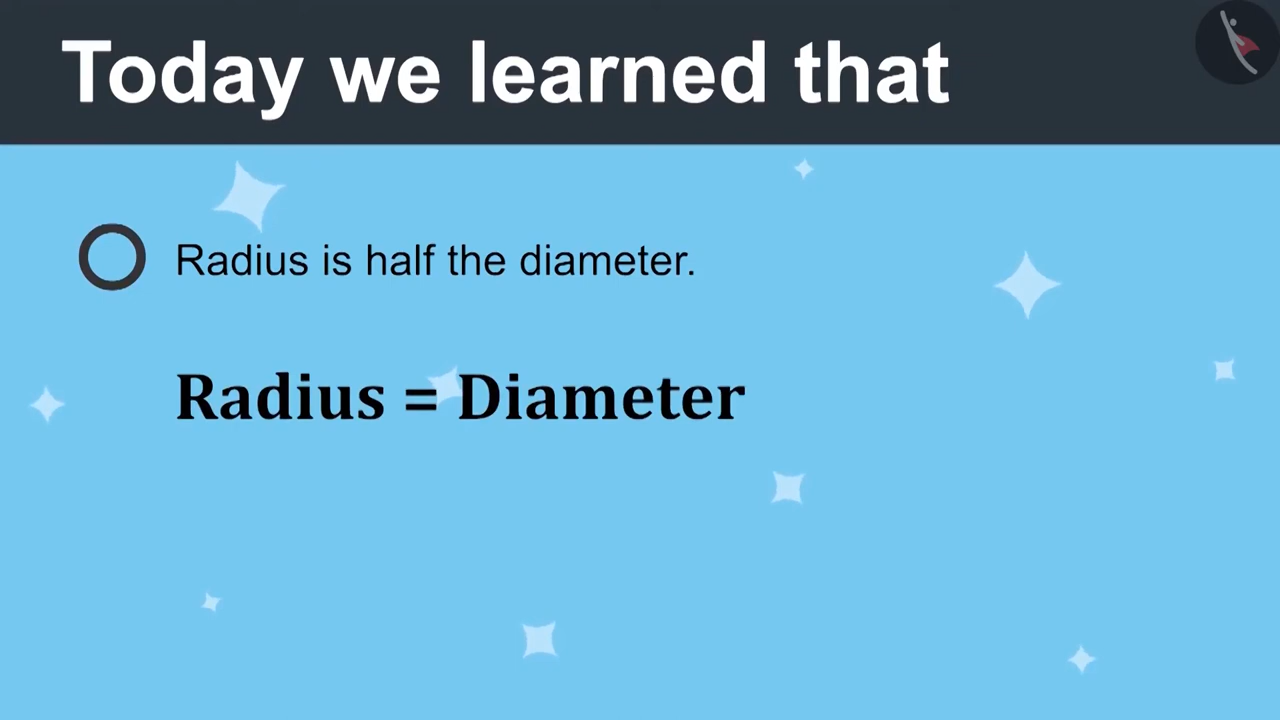 Today we learned that
Radius is half the diameter.
Radius = Diameter